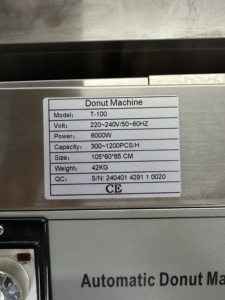 Donut Machine
Model: T-100
Volt: 220~240V/50~60HZ
Power: 6000W
Capacity: 300~1200PCS/H
Size: 105*60*85 CM
Weight: 42KG
QC: S/N: 240401 4291 1 0020
CE
Automatic Donut Ma